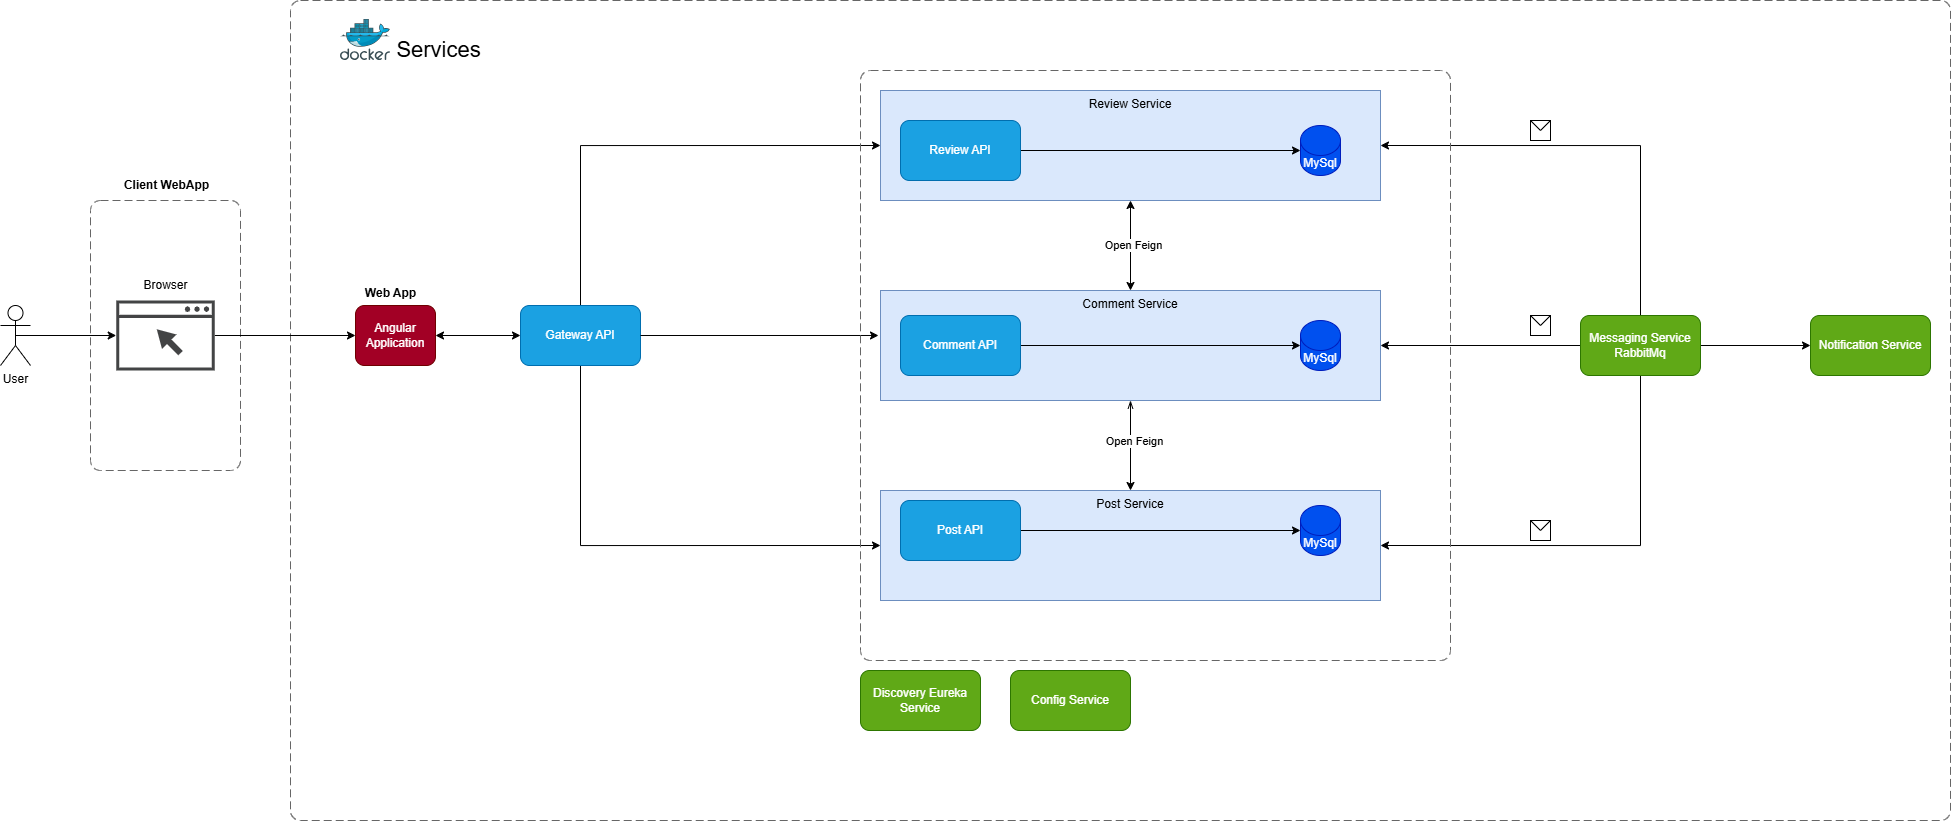 docker Services
Review Service
Review API
MySql
Client WebApp
Open Feign
Browser
Web App
Comment Service
Angular
Application
Gateway API
Comment API
MySql
Messaging Service
RabbitMq
Notification Service
User
Open Feign
Post Service
Post API
MySql
Discovery Eureka
Service
Config Service